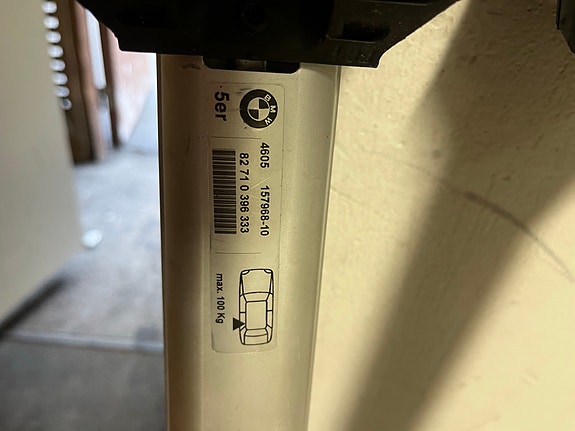 BMW
5er
4605 157968-10
82 71 0 396 333
max. 100 Kg